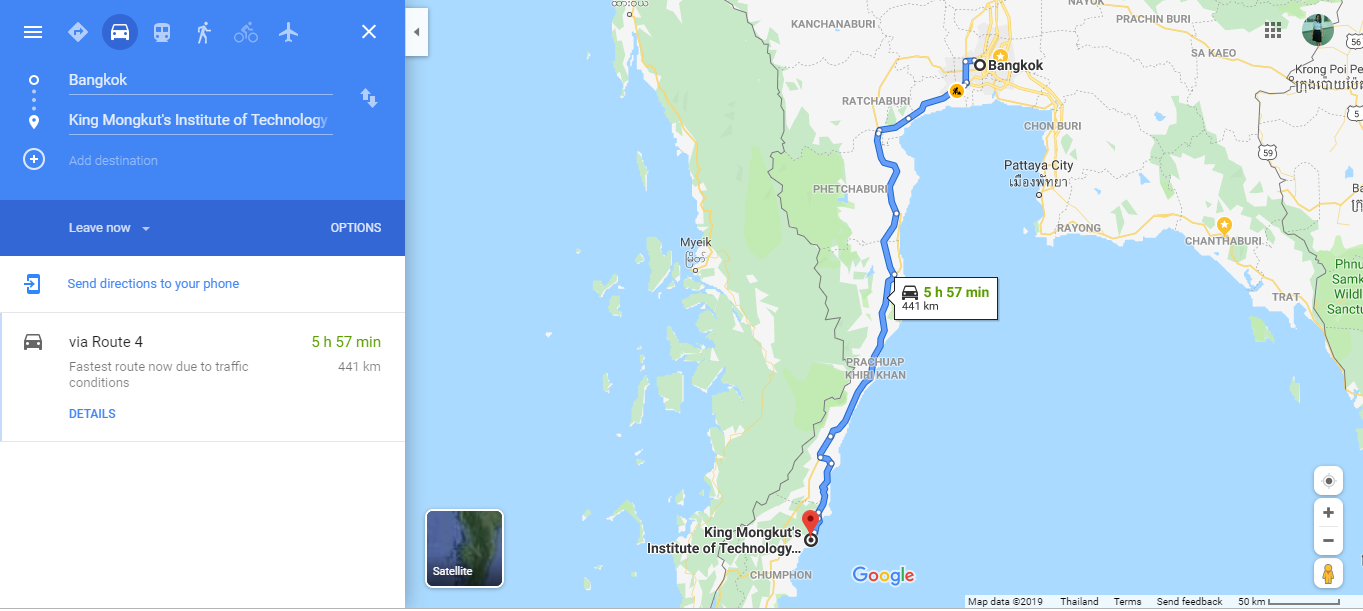 Bangkok
King Mongkut's Institute of Technology
Add destination
Leave now
OPTIONS
Send directions to your phone
via Route 4
5 h 57 min
Fastest route now due to traffic
conditions
441 km
DETAILS
KANCHANABURI
NAYOK
PRACHIN BURI
56
SA KAEO
Bangkok
Krong Poi Pe
RATCHABURI
5
CHON BURI
59
Pattaya City
เมืองพัทยา
PHETCHABURI
RAYONG
CHANTHABURI
Myeik
TRAT
Phnu
Samk
Wildl
Sanctu
5 h 57 min
441 km
PRACHUAP
KHIRI KHAN
King Mongkut's
Institute of Technology...
CHUMPHON
Satellite
Google
Map data ©2019
Thailand
Terms
Send feedback
50 km